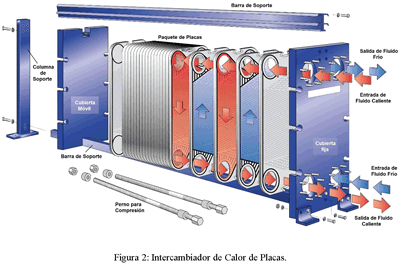 Barra de Soporte
Paquete de Placas
Columna
de
Soporte
Cubierta
Móvil
Salida de Fluido
Frío
Entrada de
Fluido Caliente
Barra de Soporte
Cubierta
fija
Entrada de
Fluido Frío
Perno para
Compresión
Salida de Fluido
Caliente
Figura 2: Intercambiador de Calor de Placas.